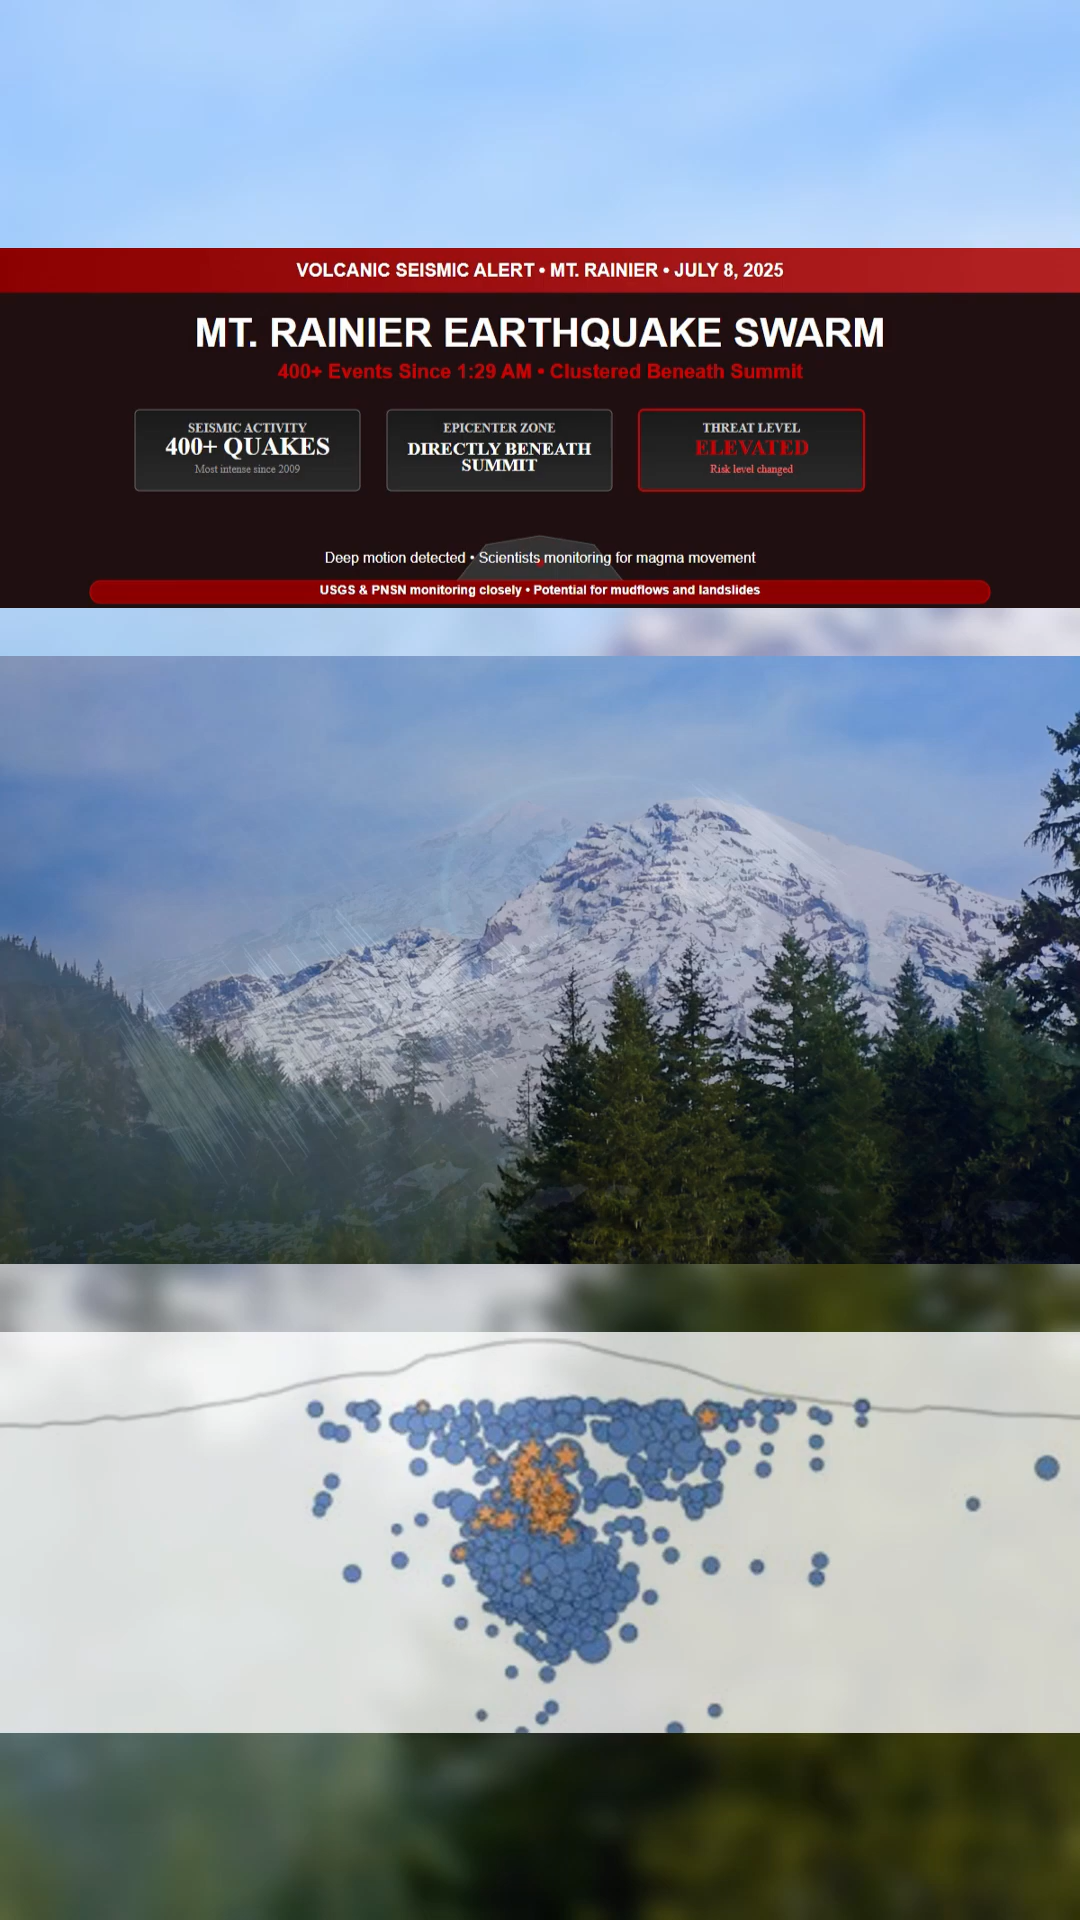 VOLCANIC SEISMIC ALERT • MT. RAINIER • JULY 8, 2025
MT. RAINIER EARTHQUAKE SWARM
400+ Events Since 1:29 AM • Clustered Beneath Summit
SEISMIC ACTIVITY
400+ QUAKES
Most intense since 2009
EPICENTER ZONE
DIRECTLY BENEATH
SUMMIT
THREAT LEVEL
ELEVATED
Risk level changed
Deep motion detected • Scientists monitoring for magma movement
USGS & PNSN monitoring closely • Potential for mudflows and landslides